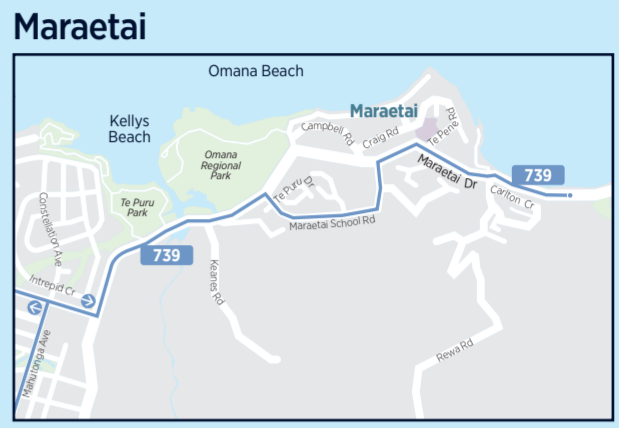 Maraetai
Omana Beach
Kellys
Beach
Maraetai
Campbell Rd
Craig Rd
Te Pene
Rd
Omana
Regional
Park
Te Puru Dr
Maraetai Dr
739
Carlton Cr
Constellation Ave
Te Puru
Park
Maraetai School Rd
739
Keanes Rd
Intrepid Cr
Mahutonga Ave
Rewa Rd